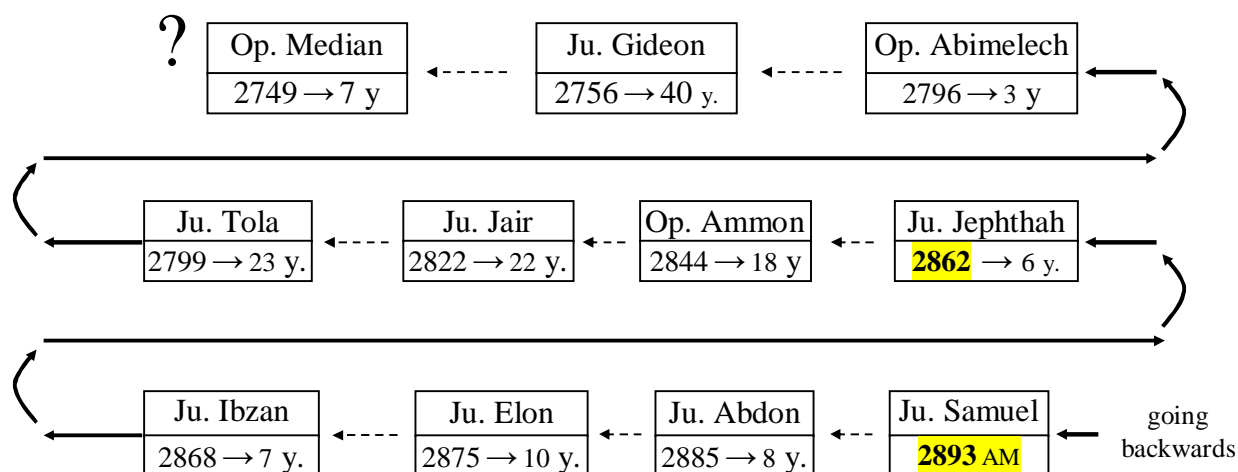 ?
Op. Median
2749 → 7 y
Ju. Gideon
2756 → 40 y.
Op. Abimelech
2796 → 3 y
Ju. Tola
2799 → 23 y.
Ju. Jair
2822 → 22 y.
Op. Ammon
2844 → 18 y
Ju. Jephthah
2862 → 6 y.
Ju. Ibzan
2868 → 7 y.
Ju. Elon
2875 → 10 y.
Ju. Abdon
2885 → 8 y.
Ju. Samuel
2893 AM
going
backwards